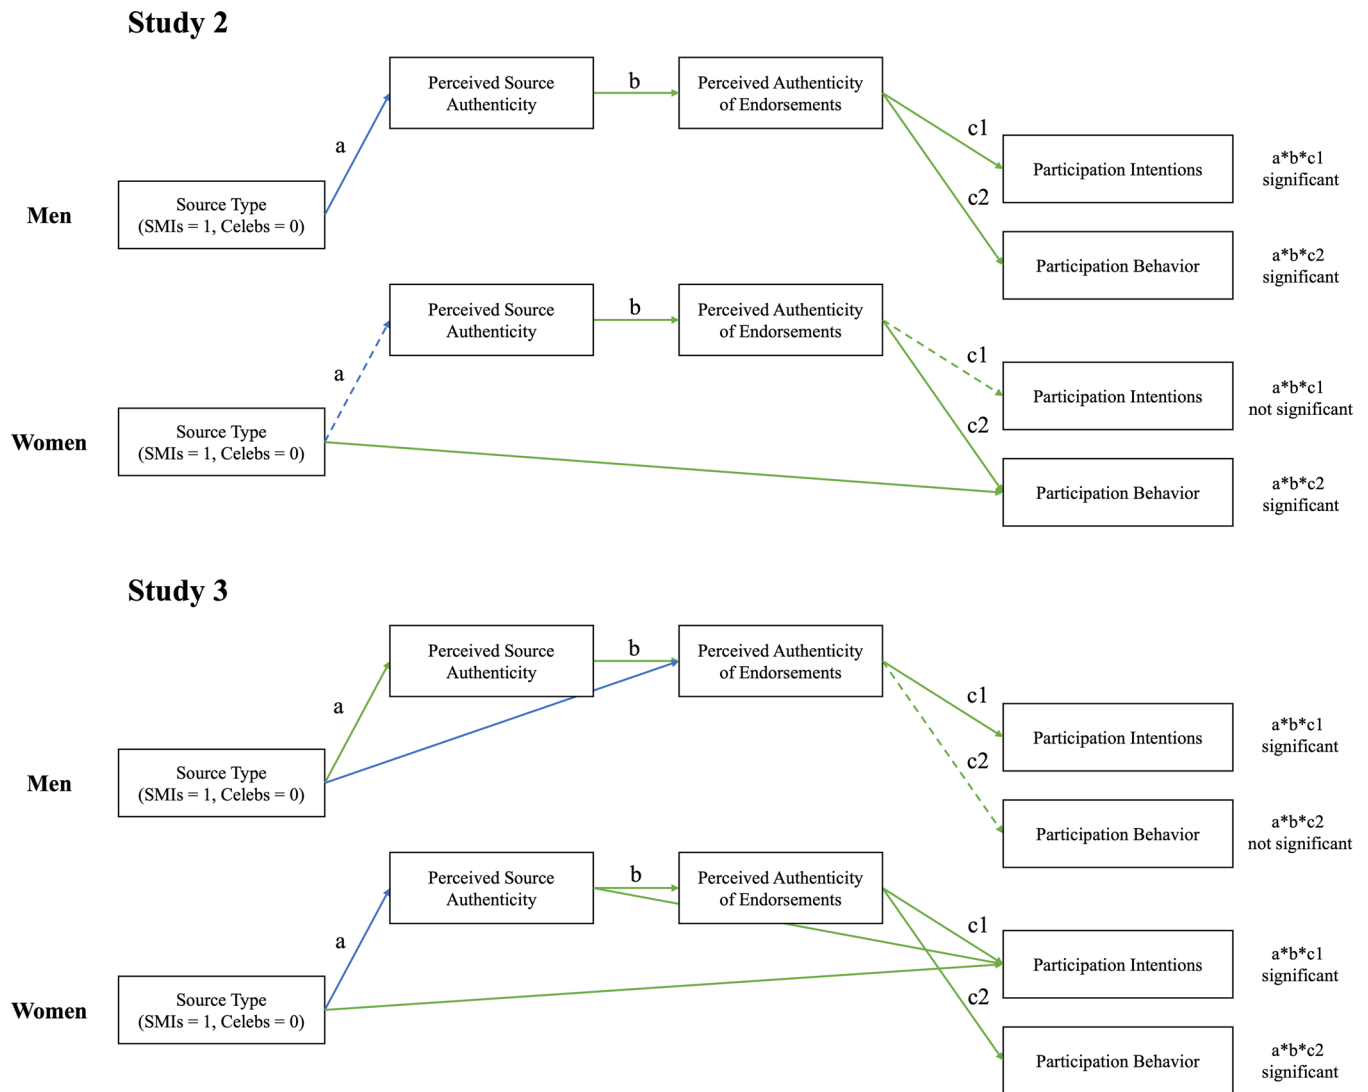 Study 2
Perceived Source
Authenticity
b
Perceived Authenticity
of Endorsements
c1
a
Participation Intentions
a*b*c1
significant
Men
Source Type
(SMIs = 1, Celebs = 0)
c2
Participation Behavior
a*b*c2
significant
Perceived Source
Authenticity
b
Perceived Authenticity
of Endorsements
c1
a
Participation Intentions
a*b*c1
not significant
Women
Source Type
(SMIs = 1, Celebs = 0)
c2
Participation Behavior
a*b*c2
significant
Study 3
Perceived Source
Authenticity
b
Perceived Authenticity
of Endorsements
c1
a
Participation Intentions
a*b*c1
significant
Men
Source Type
(SMIs = 1, Celebs = 0)
c2
Participation Behavior
a*b*c2
not significant
Perceived Source
Authenticity
b
Perceived Authenticity
of Endorsements
c1
a
Participation Intentions
a*b*c1
significant
Women
Source Type
(SMIs = 1, Celebs = 0)
c2
Participation Behavior
a*b*c2
significant